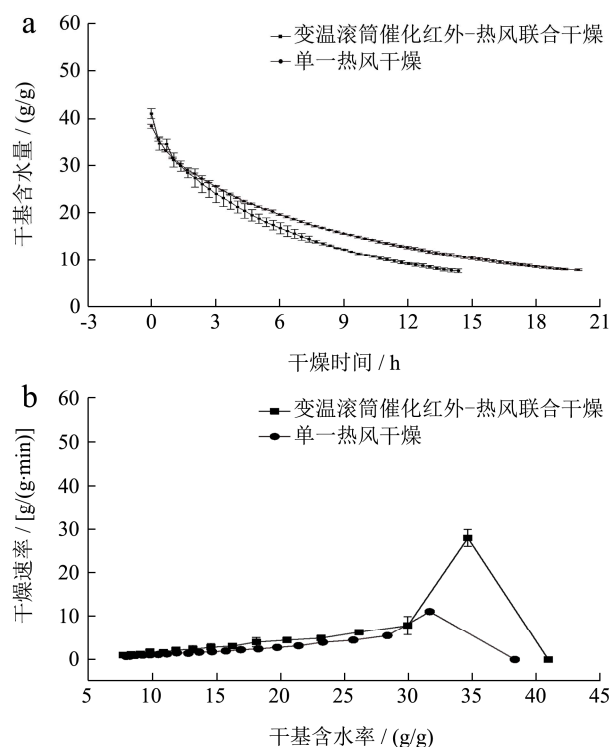 a
变温滚筒催化红外-热风联合干燥
单一热风干燥
干基含水量 / (g/g)
60
50
40
30
20
10
0
-3 0 3 6 9 12 15 18 21
干燥时间 / h
b
变温滚筒催化红外-热风联合干燥
单一热风干燥
干燥速率 / [g/(g·min)]
60
50
40
30
20
10
0
5 10 15 20 25 30 35 40 45
干基含水率 / (g/g)